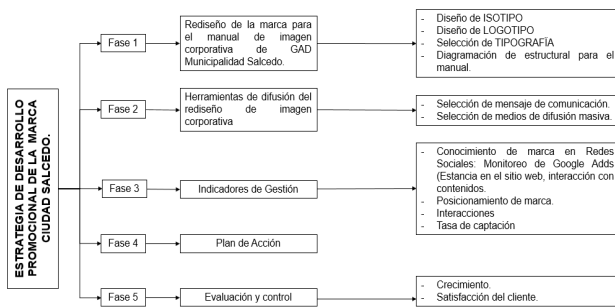 ESTRATEGIA DE DESARROLLO
PROMOCIONAL DE LA MARCA
CIUDAD SALCEDO.
Fase 1
Rediseño de la marca para
el manual de imagen
corporativa de GAD
Municipalidad Salcedo.
- Diseño de ISOTIPO
- Diseño de LOGOTIPO
- Selección de TIPOGRAFÍA
- Diagramación de estructural para el
manual.
Fase 2
Herramientas de difusión del
rediseño de imagen
corporativa
- Selección de mensaje de comunicación.
- Selección de medios de difusión masiva.
Fase 3
Indicadores de Gestión
- Conocimiento de marca en Redes
Sociales: Monitoreo de Google Adds
(Estancia en el sitio web, interacción con
contenidos.
- Posicionamiento de marca.
- Interacciones
- Tasa de captación
Fase 4
Plan de Acción
Fase 5
Evaluación y control
- Crecimiento.
- Satisfacción del cliente.